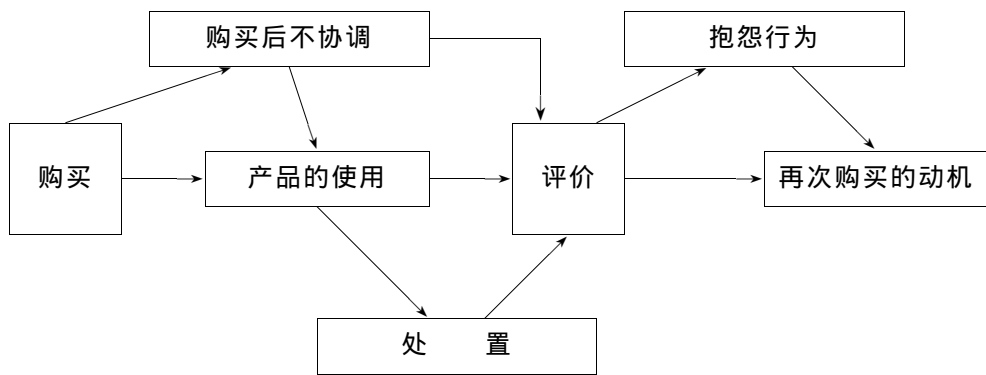 购买后不协调
抱怨行为
购买
产品的使用
评价
再次购买的动机
处 置